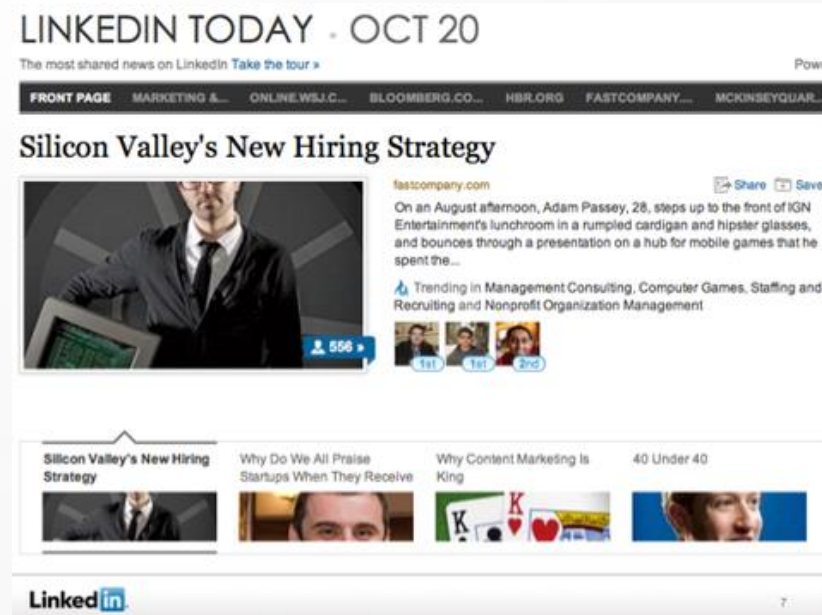 LINKEDIN TODAY · OCT 20
The most shared news on LinkedIn Take the tour »
Pow
FRONT PAGE MARKETING &... ONLINE.WSJ.C... BLOOMBERG.CO... HBR.ORG FASTCOMPANY.... MCKINSEYQUAR...
Silicon Valley's New Hiring Strategy
fastcompany.com Share Save
On an August afternoon, Adam Passey, 28, steps up to the front of IGN
Entertainment's lunchroom in a rumpled cardigan and hipster glasses,
and bounces through a presentation on a hub for mobile games that he
spent the...
Trending in Management Consulting, Computer Games, Staffing and
Recruiting and Nonprofit Organization Management
556 »
1st 1st 2nd
Silicon Valley's New Hiring
Strategy
Why Do We All Praise
Startups When They Receive
Why Content Marketing Is
King
40 Under 40
K K
Linked in
7